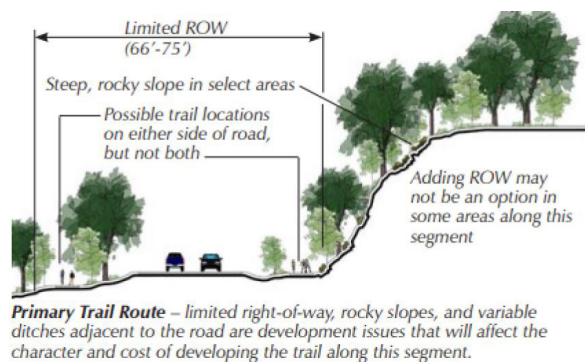 Limited ROW
(66'-75')
Steep, rocky slope in select areas
Possible trail locations
on either side of road,
but not both
Adding ROW may
not be an option in
some areas along this
segment
Primary Trail Route – limited right-of-way, rocky slopes, and variable
ditches adjacent to the road are development issues that will affect the
character and cost of developing the trail along this segment.